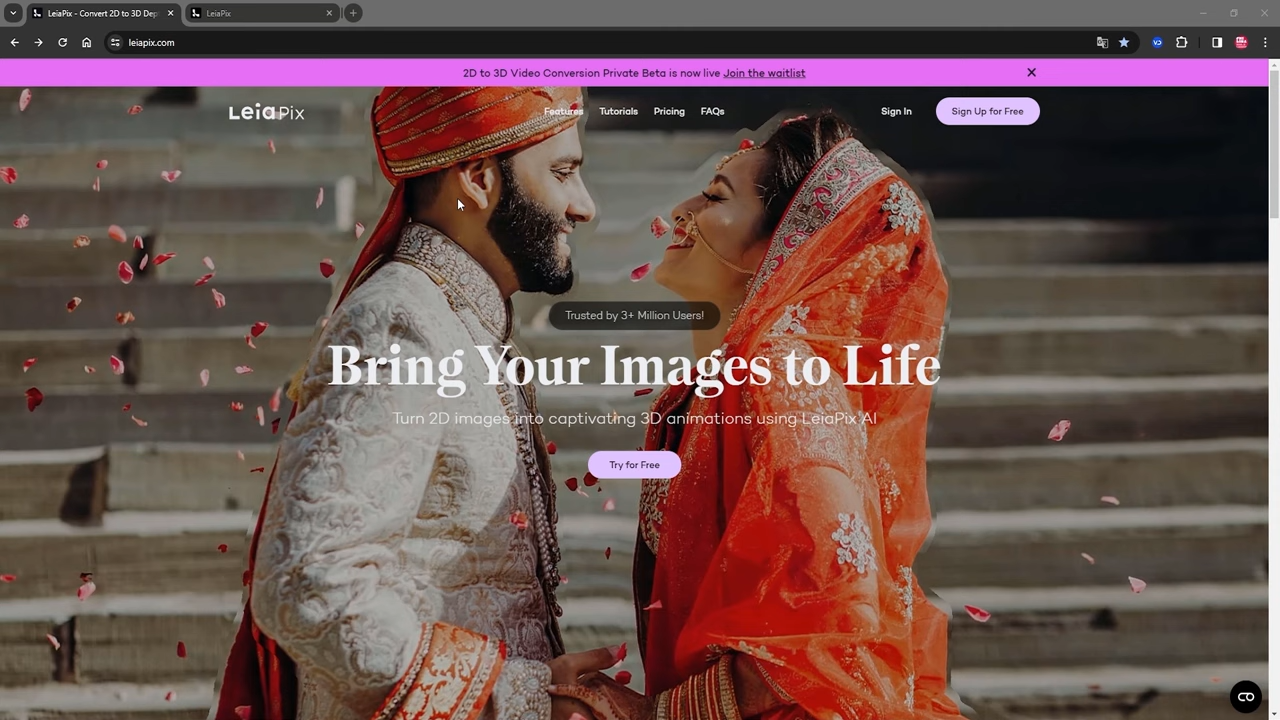 LeiaPix - Convert 2D to 3D Dep
LeiaPix
leiapix.com
2D to 3D Video Conversion Private Beta is now live Join the waitlist
LeiaPix
Features
Tutorials
Pricing
FAQs
Sign In
Sign Up for Free
Trusted by 3+ Million Users!
Bring Your Images to Life
Turn 2D images into captivating 3D animations using LeiaPix AI
Try for Free